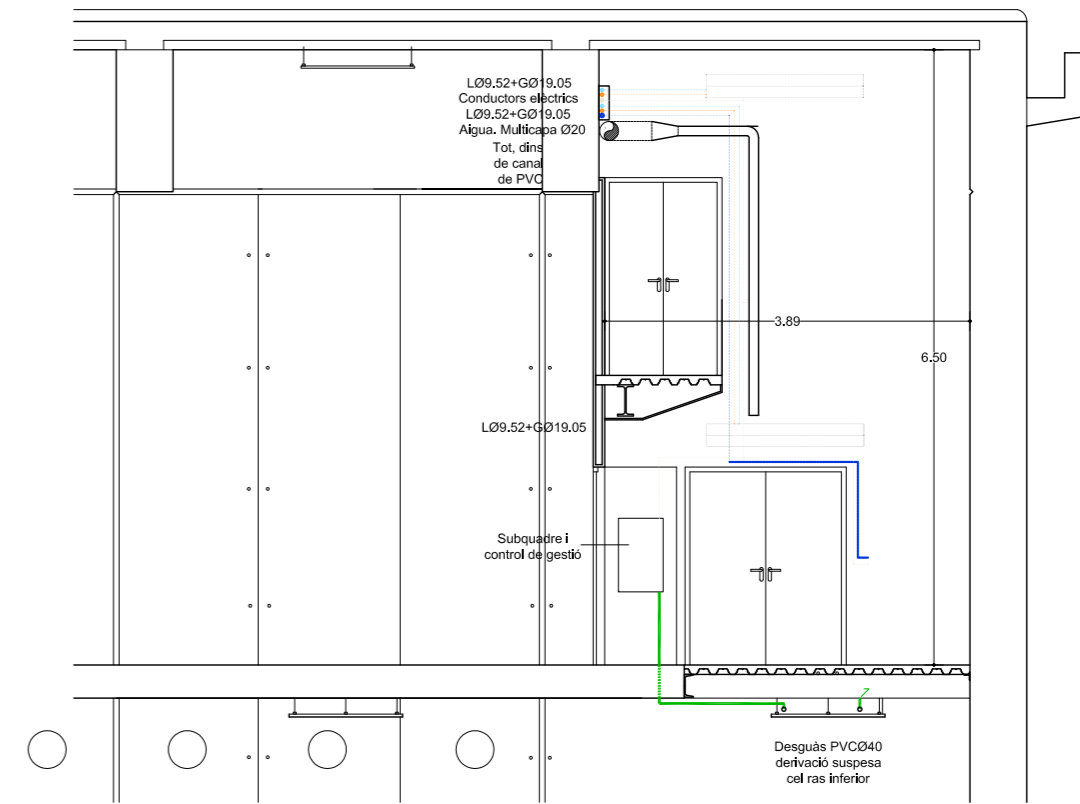 LØ9.52+GØ19.05
Conductors elèctrics
LØ9.52+GØ19.05
Aigua. Multicapa Ø20
Tot, dins
de canal
de PVC
3.89
6.50
LØ9.52+GØ19.05
Subquadre i
control de gestió
Desguàs PVCØ40
derivació suspesa
cel ras inferior